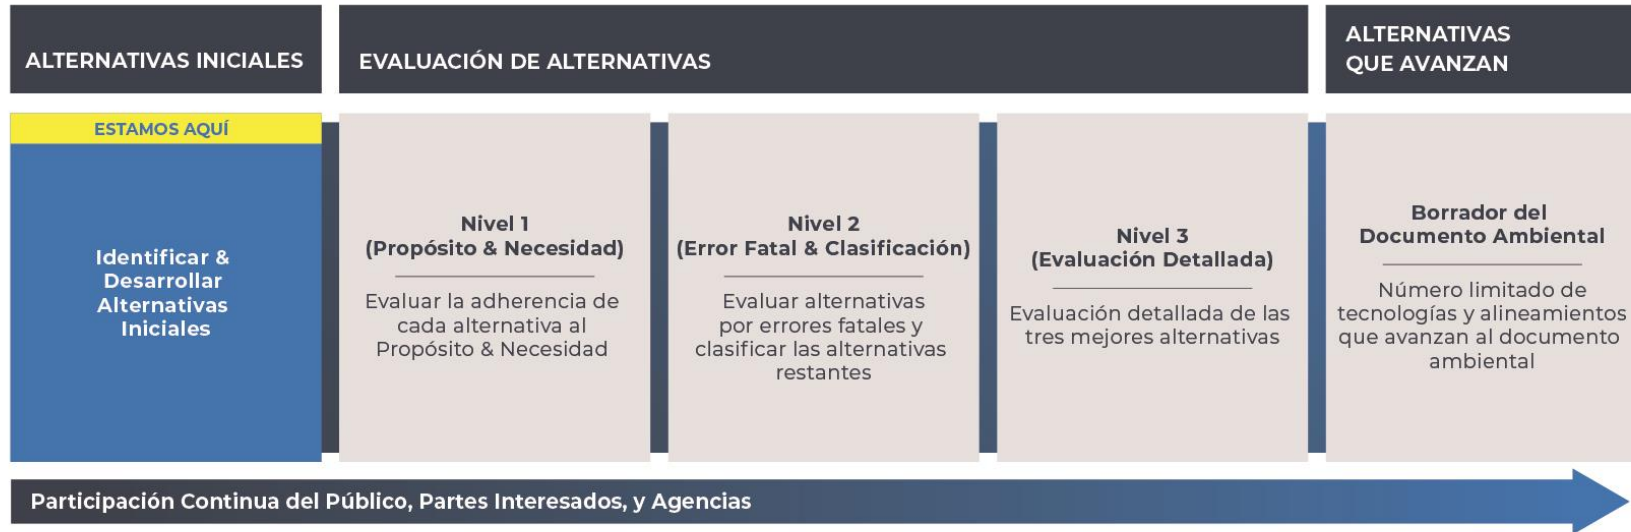 ALTERNATIVAS INICIALES
EVALUACIÓN DE ALTERNATIVAS
ALTERNATIVAS
QUE AVANZAN
ESTAMOS AQUÍ
Identificar &
Desarrollar
Alternativas
Iniciales
Nivel 1
(Propósito & Necesidad)
Evaluar la adherencia de
cada alternativa al
Propósito & Necesidad
Nivel 2
(Error Fatal & Clasificación)
Evaluar alternativas
por errores fatales y
clasificar las alternativas
restantes
Nivel 3
(Evaluación Detallada)
Evaluación detallada de las
tres mejores alternativas
Borrador del
Documento Ambiental
Número limitado de
tecnologías y alineamientos
que avanzan al documento
ambiental
Participación Continua del Público, Partes Interesados, y Agencias